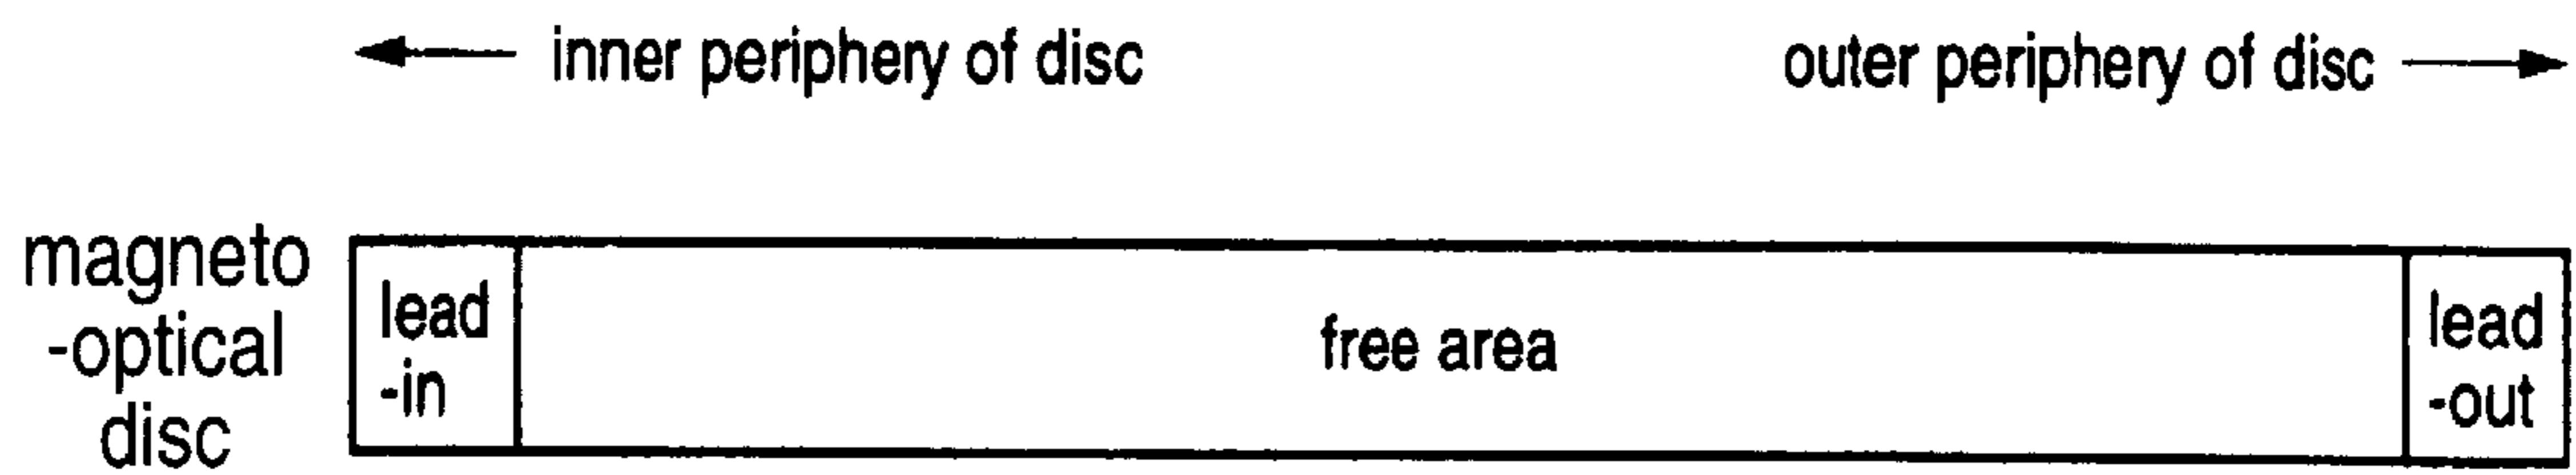 inner periphery of disc
outer periphery of disc
magneto
-optical
disc
lead
-in
free area
lead
-out